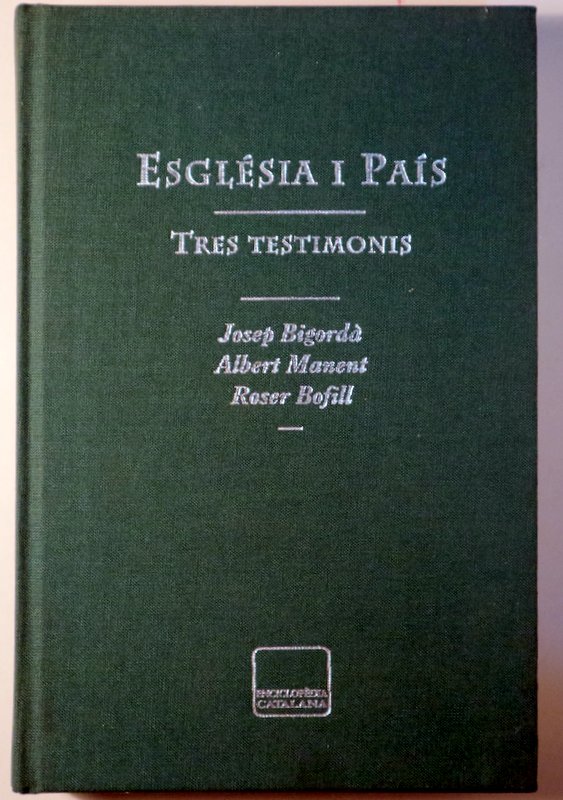 Església i País
Tres testimonis
Josep Bigordà
Albert Manent
Roser Bofill
ENCICLOPÈDIA
CATALANA